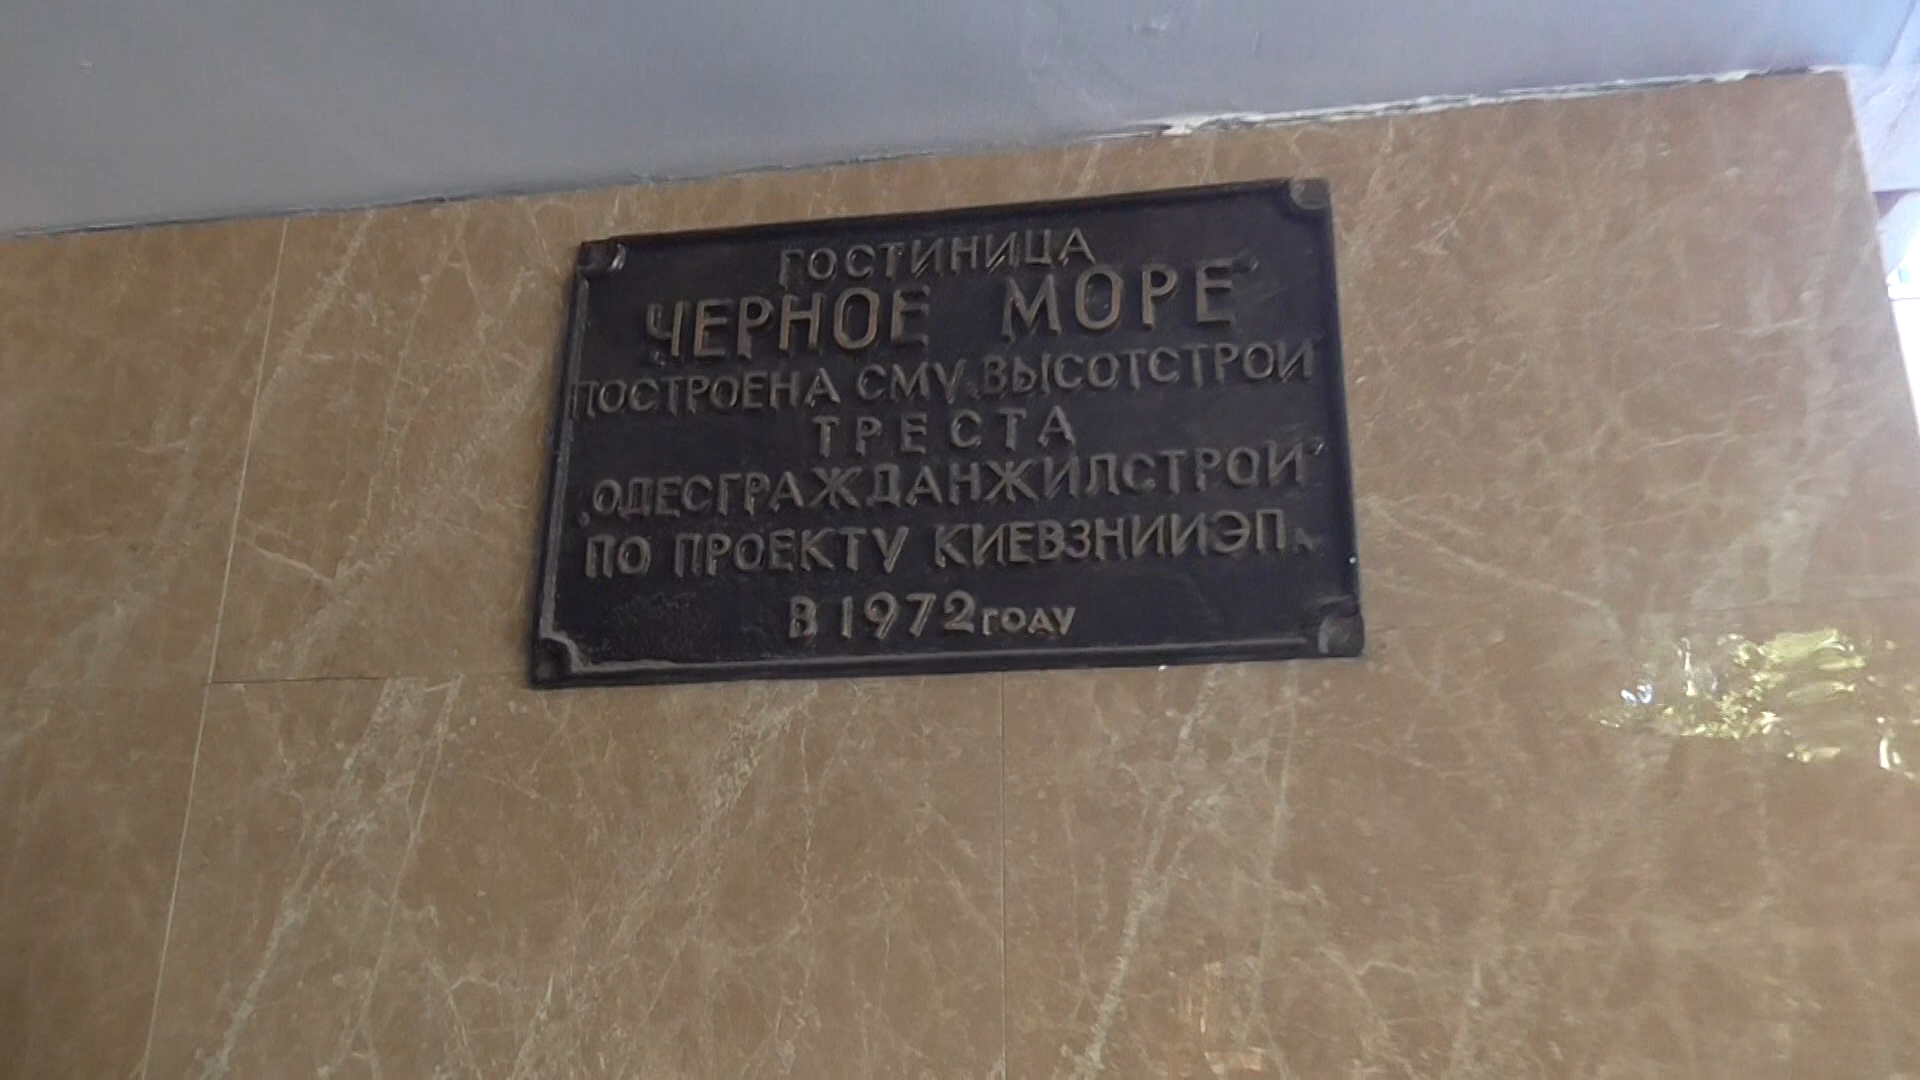 ГОСТИНИЦА
„ЧЕРНОЕ МОРЕ"
ПОСТРОЕНА СМУ„ВЫСОТСТРОЙ"
ТРЕСТА
„ОДЕСГРАЖДАНЖИЛСТРОЙ"
ПО ПРОЕКТУ КИЕВЗНИИЭП
В 1972 ГОДУ